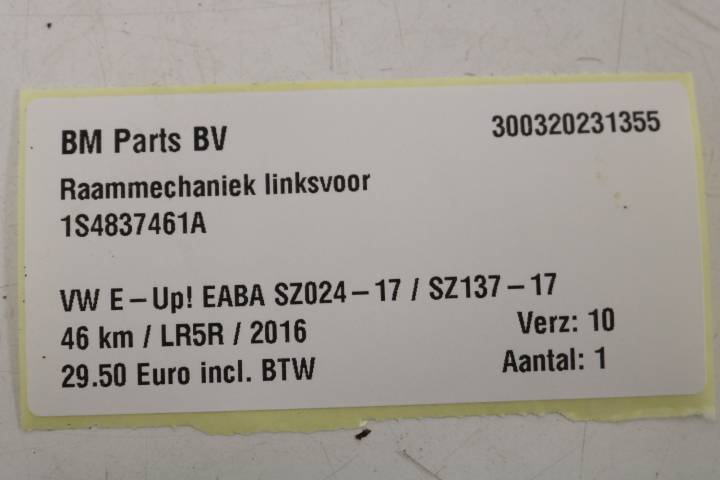 BM Parts BV 300320231355
Raammechaniek linksvoor
1S4837461A
VW E-Up! EABA SZ024-17 / SZ137-17
46 km / LR5R / 2016 Verz: 10
29.50 Euro incl. BTW Aantal: 1